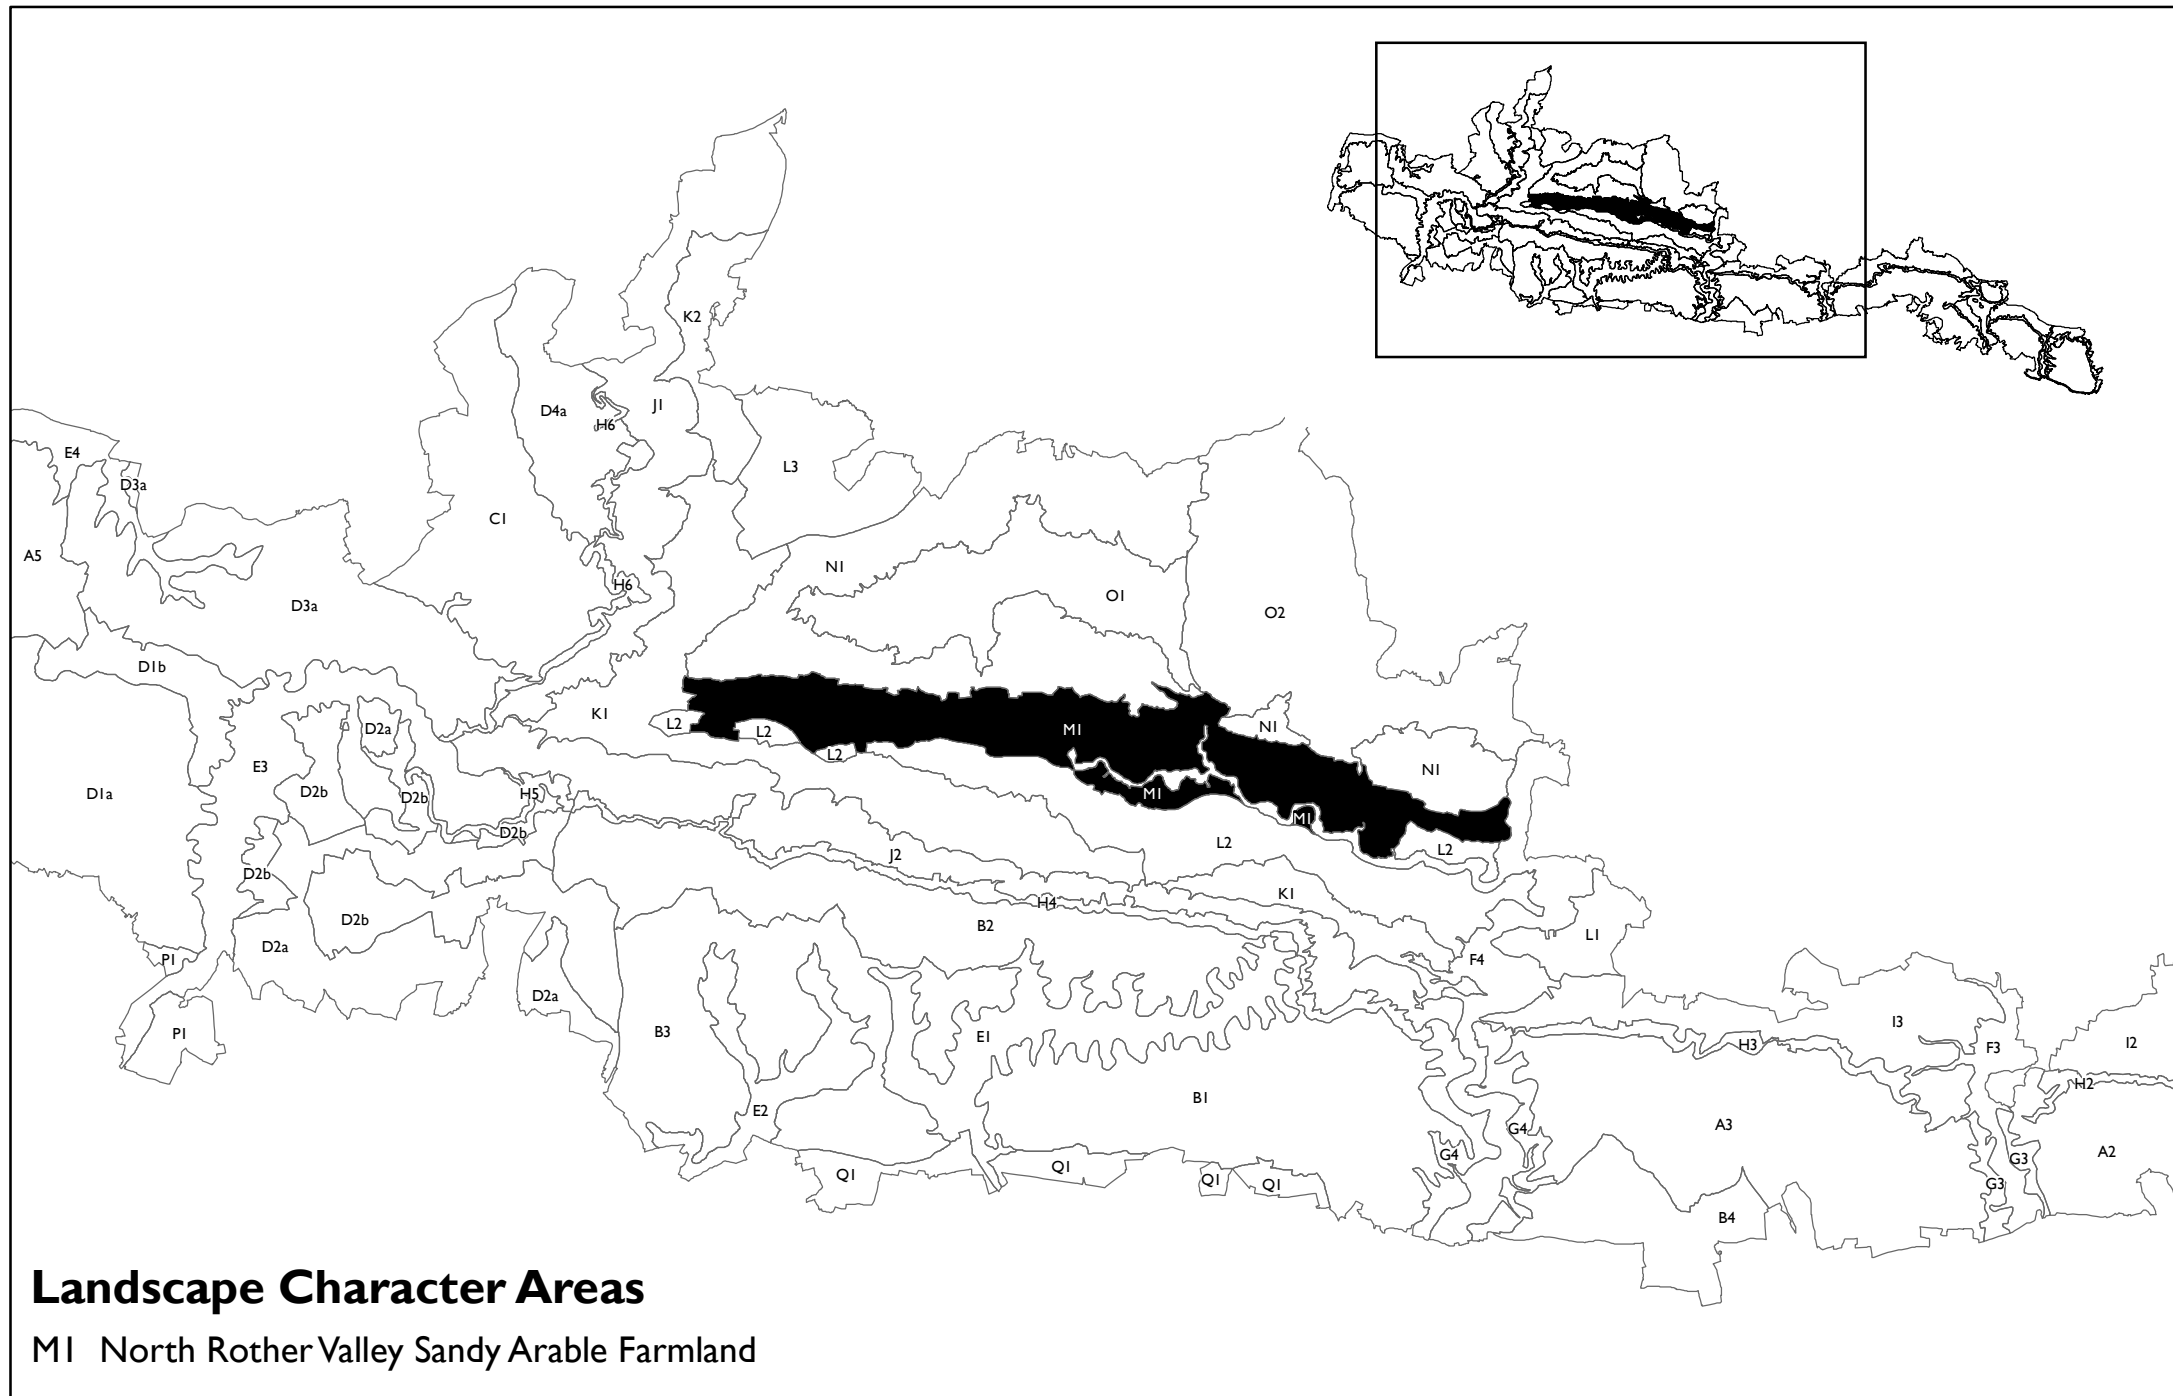 K2
D4a
J1
H6
E4
L3
D3a
C1
A5
N1
H6
O1
D3a
O2
D1b
K1
L2
D2a
L2
M1
N1
L2
E3
N1
D1a
D2b
D2b
H5
M1
M1
D2b
L2
L2
J2
D2b
K1
H4
D2b
B2
L1
D2a
P1
F4
D2a
I3
P1
B3
E1
H3
F3
I2
H2
B1
E2
A3
G4
G4
A2
G3
Q1
Q1
Q1
Q1
G3
B4
Landscape Character Areas
M1 North Rother Valley Sandy Arable Farmland